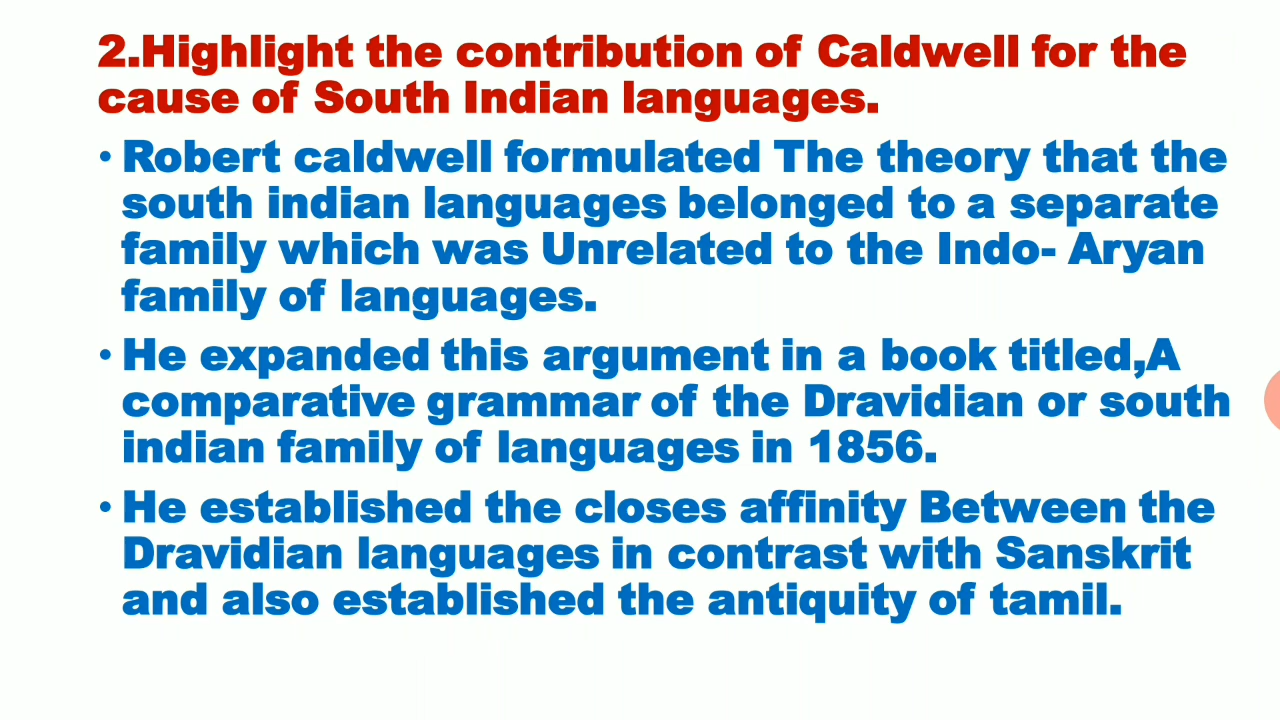 2.Highlight the contribution of Caldwell for the
cause of South Indian languages.
• Robert caldwell formulated The theory that the
south indian languages belonged to a separate
family which was Unrelated to the Indo- Aryan
family of languages.
• He expanded this argument in a book titled,A
comparative grammar of the Dravidian or south
indian family of languages in 1856.
• He established the closes affinity Between the
Dravidian languages in contrast with Sanskrit
and also established the antiquity of tamil.